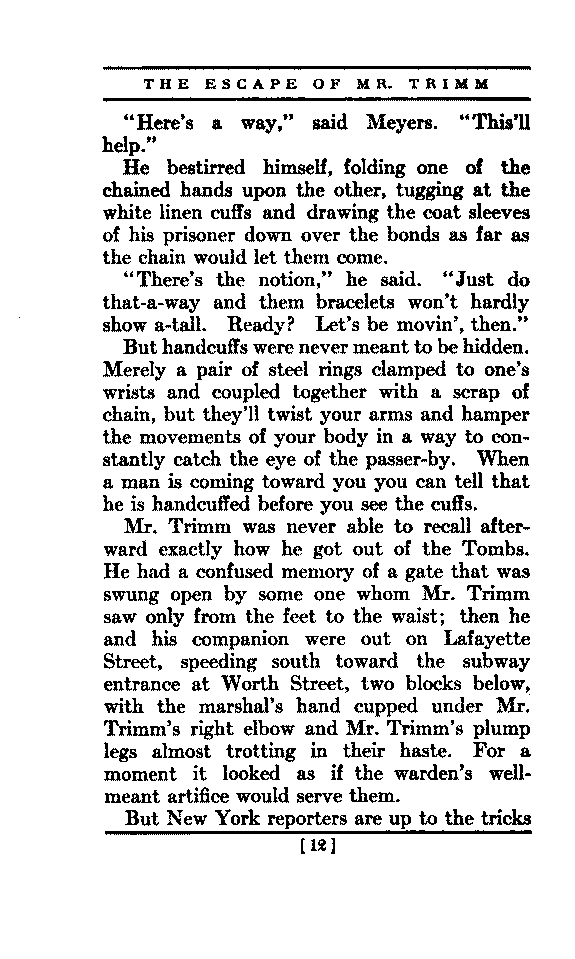 THE ESCAPE OF MR. TRIMM
“Here’s a way,” said Meyers. “This’ll
help.”
He bestirred himself, folding one of the
chained hands upon the other, tugging at the
white linen cuffs and drawing the coat sleeves
of his prisoner down over the bonds as far as
the chain would let them come.
“There’s the notion,” he said. “Just do
that-a-way and them bracelets won’t hardly
show a-tall. Ready? Let’s be movin’, then.”
But handcuffs were never meant to be hidden.
Merely a pair of steel rings clamped to one’s
wrists and coupled together with a scrap of
chain, but they’ll twist your arms and hamper
the movements of your body in a way to con-
stantly catch the eye of the passer-by. When
a man is coming toward you you can tell that
he is handcuffed before you see the cuffs.
Mr. Trimm was never able to recall after-
ward exactly how he got out of the Tombs.
He had a confused memory of a gate that was
swung open by some one whom Mr. Trimm
saw only from the feet to the waist; then he
and his companion were out on Lafayette
Street, speeding south toward the subway
entrance at Worth Street, two blocks below,
with the marshal’s hand cupped under Mr.
Trimm’s right elbow and Mr. Trimm’s plump
legs almost trotting in their haste. For a
moment it looked as if the warden’s well-
meant artifice would serve them.
But New York reporters are up to the tricks
[12]